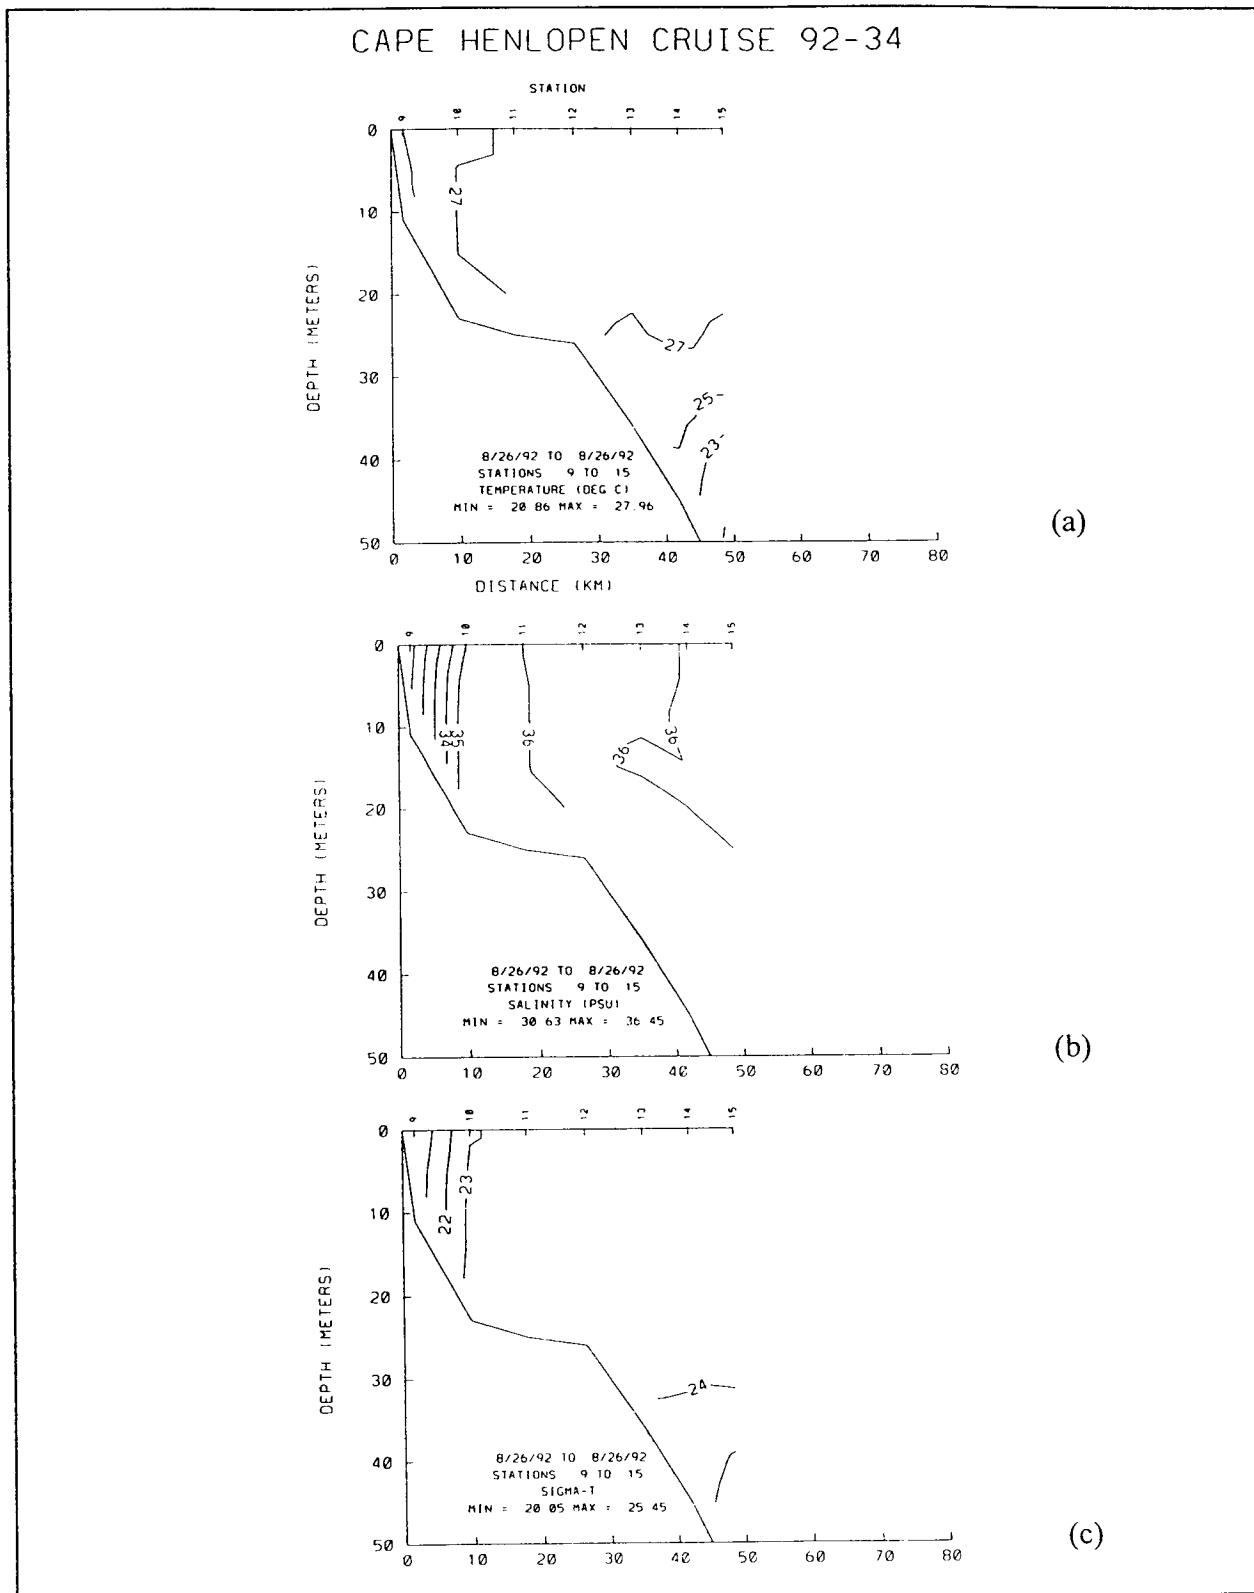 CAPE HENLOPEN CRUISE 92-34
STATION
9 10 11 12 13 14 15
0
10
20
30
40
50
DEPTH (METERS)
27
27
25
23
8/26/92 TO 8/26/92
STATIONS 9 TO 15
TEMPERATURE (DEG C)
MIN = 20 86 MAX = 27.96
(a)
0 10 20 30 40 50 60 70 80
DISTANCE (KM)
9 10 11 12 13 14 15
0
10
20
30
40
50
DEPTH (METERS)
34
35
36
36
36
8/26/92 TO 8/26/92
STATIONS 9 TO 15
SALINITY (PSU)
MIN = 30 63 MAX = 36 45
(b)
0 10 20 30 40 50 60 70 80
9 10 11 12 13 14 15
0
10
20
30
40
50
DEPTH (METERS)
22
23
24
8/26/92 TO 8/26/92
STATIONS 9 TO 15
SIGMA-T
MIN = 20 05 MAX = 25 45
(c)
0 10 20 30 40 50 60 70 80